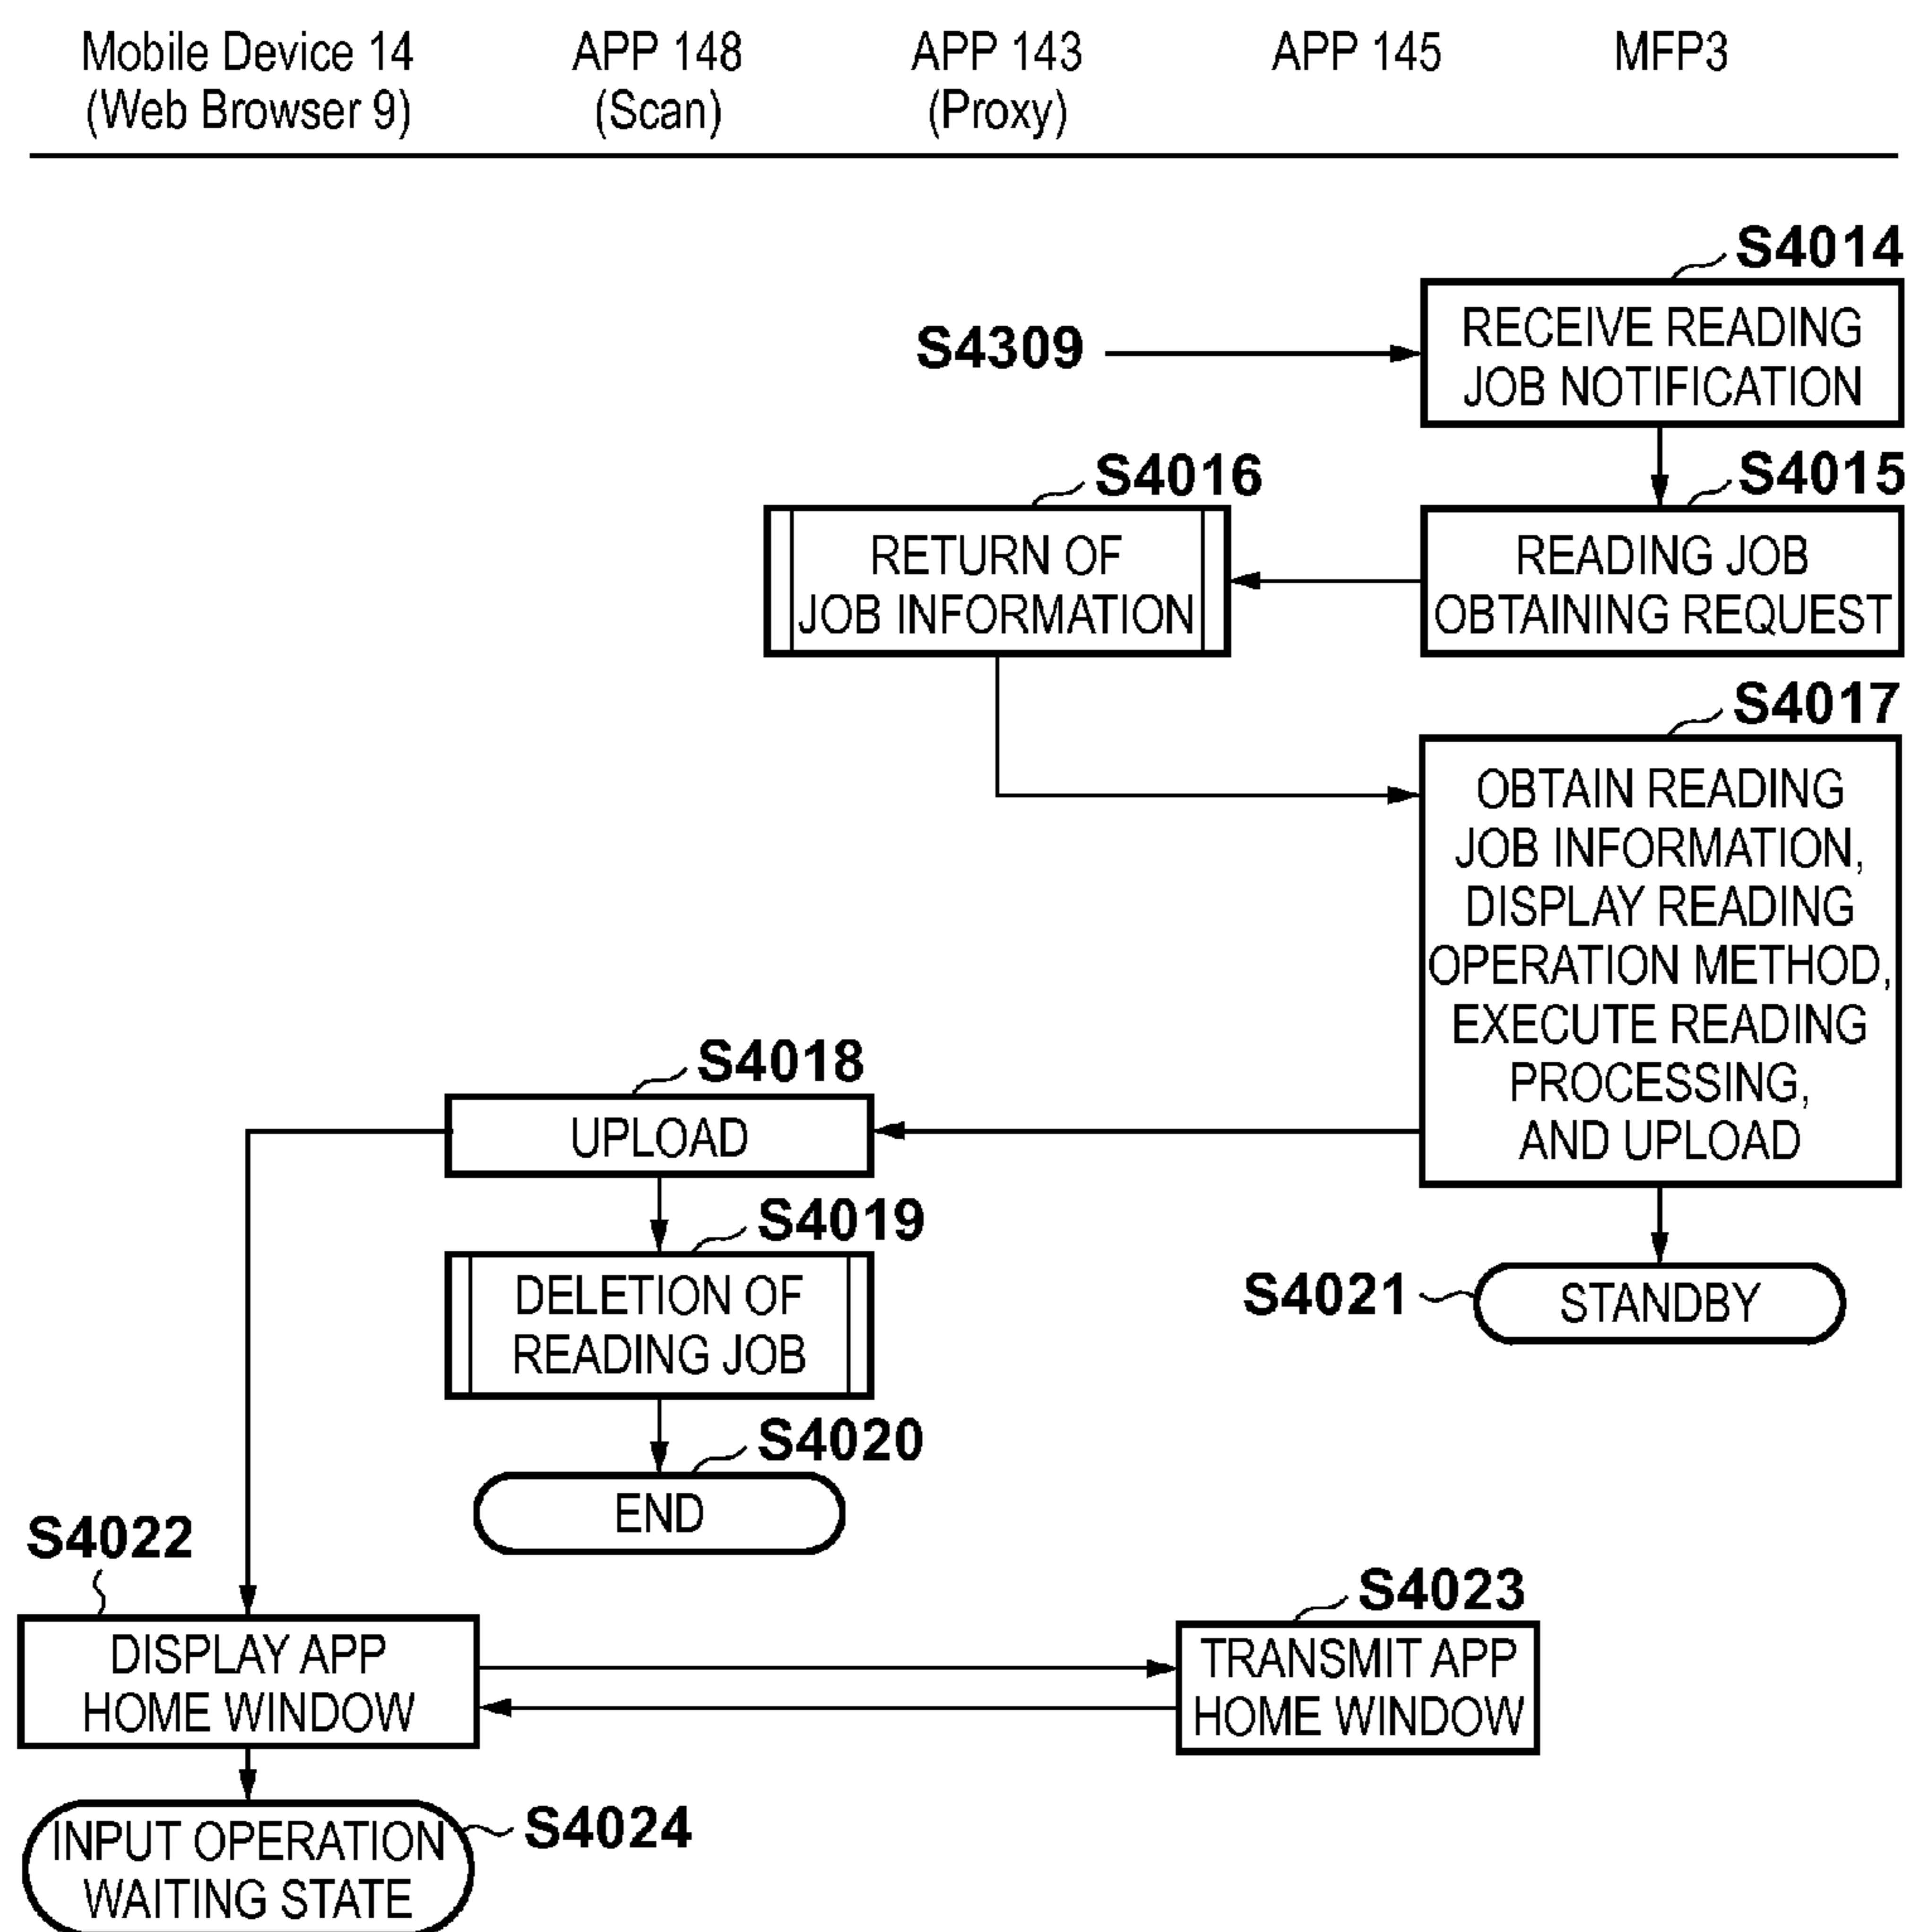 Mobile Device 14
(Web Browser 9)
APP 148
(Scan)
APP 143
(Proxy)
APP 145
MFP3
S4014
RECEIVE READING
JOB NOTIFICATION
S4309
S4015
READING JOB
OBTAINING REQUEST
S4016
RETURN OF
JOB INFORMATION
S4017
OBTAIN READING
JOB INFORMATION,
DISPLAY READING
OPERATION METHOD,
EXECUTE READING
PROCESSING,
AND UPLOAD
S4018
UPLOAD
S4019
DELETION OF
READING JOB
S4021
STANDBY
S4020
END
S4022
DISPLAY APP
HOME WINDOW
S4023
TRANSMIT APP
HOME WINDOW
S4024
INPUT OPERATION
WAITING STATE